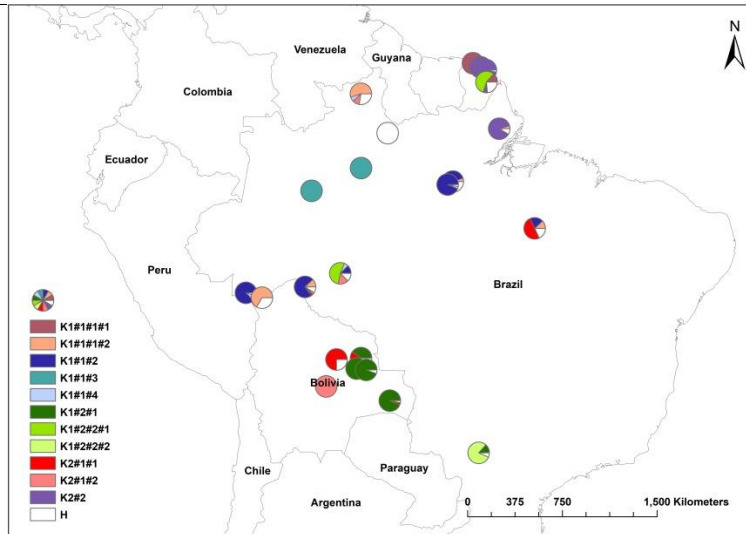 N
Venezuela
Guyana
Colombia
Ecuador
Peru
Brazil
K1#1#1#1
K1#1#1#2
K1#1#2
K1#1#3
K1#1#4
K1#2#1
K1#2#2#1
K1#2#2#2
K2#1#1
K2#1#2
K2#2
H
Bolivia
Chile
Paraguay
Argentina
0 375 750 1,500 Kilometers